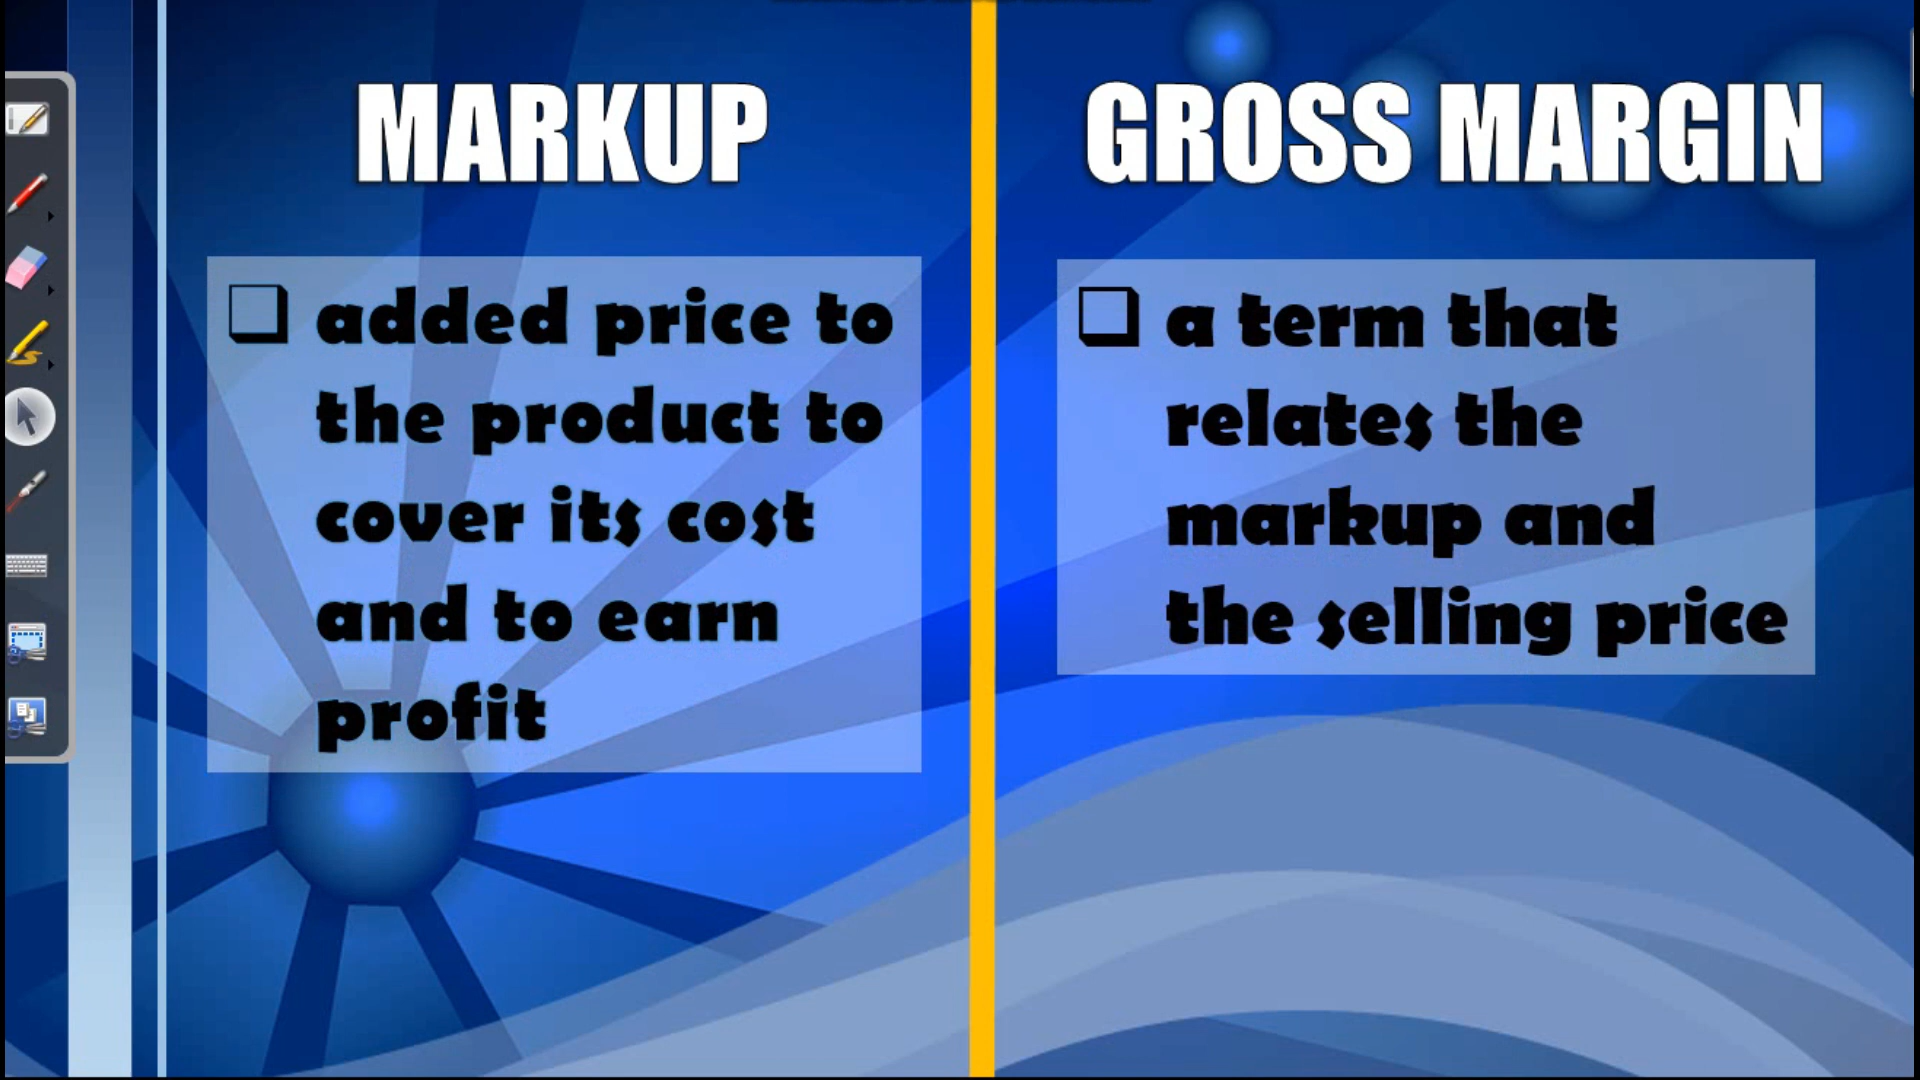 MARKUP
added price to
the product to
cover its cost
and to earn
profit
GROSS MARGIN
a term that
relates the
markup and
the selling price